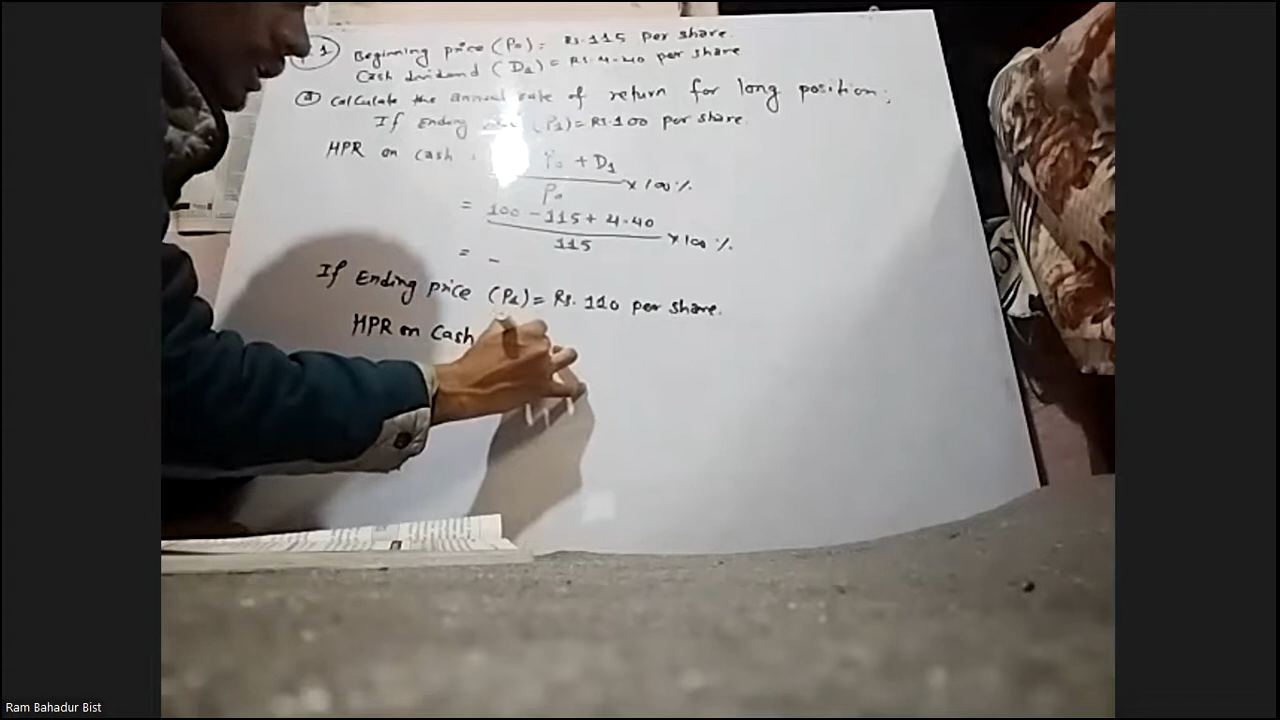 1 Beginning price (P₀) = Rs. 115 per share.
Cash dividend (D₁) = Rs. 4.40 per share
(a) Calculate the annual rate of return for long position;
If Ending (P₁) = Rs. 100 per share.
HPR on cash = P₀ + D₁
P₀ × 100 %
= 100 - 115 + 4.40
115 × 100 %
= -
If Ending price (P₁) = Rs. 110 per share.
HPR on Cash
Ram Bahadur Bist